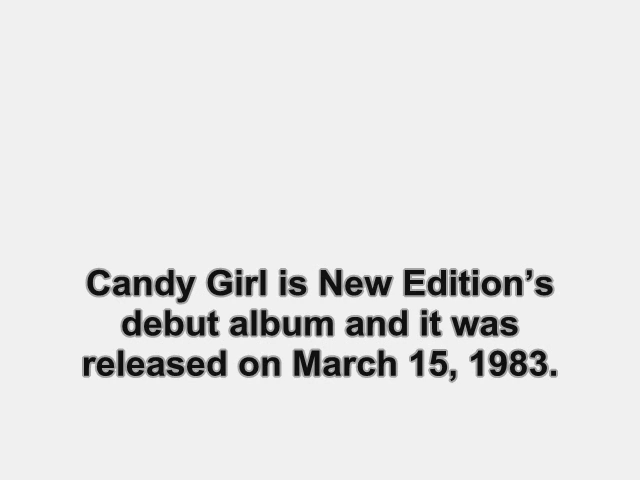 Candy Girl is New Edition’s
debut album and it was
released on March 15, 1983.